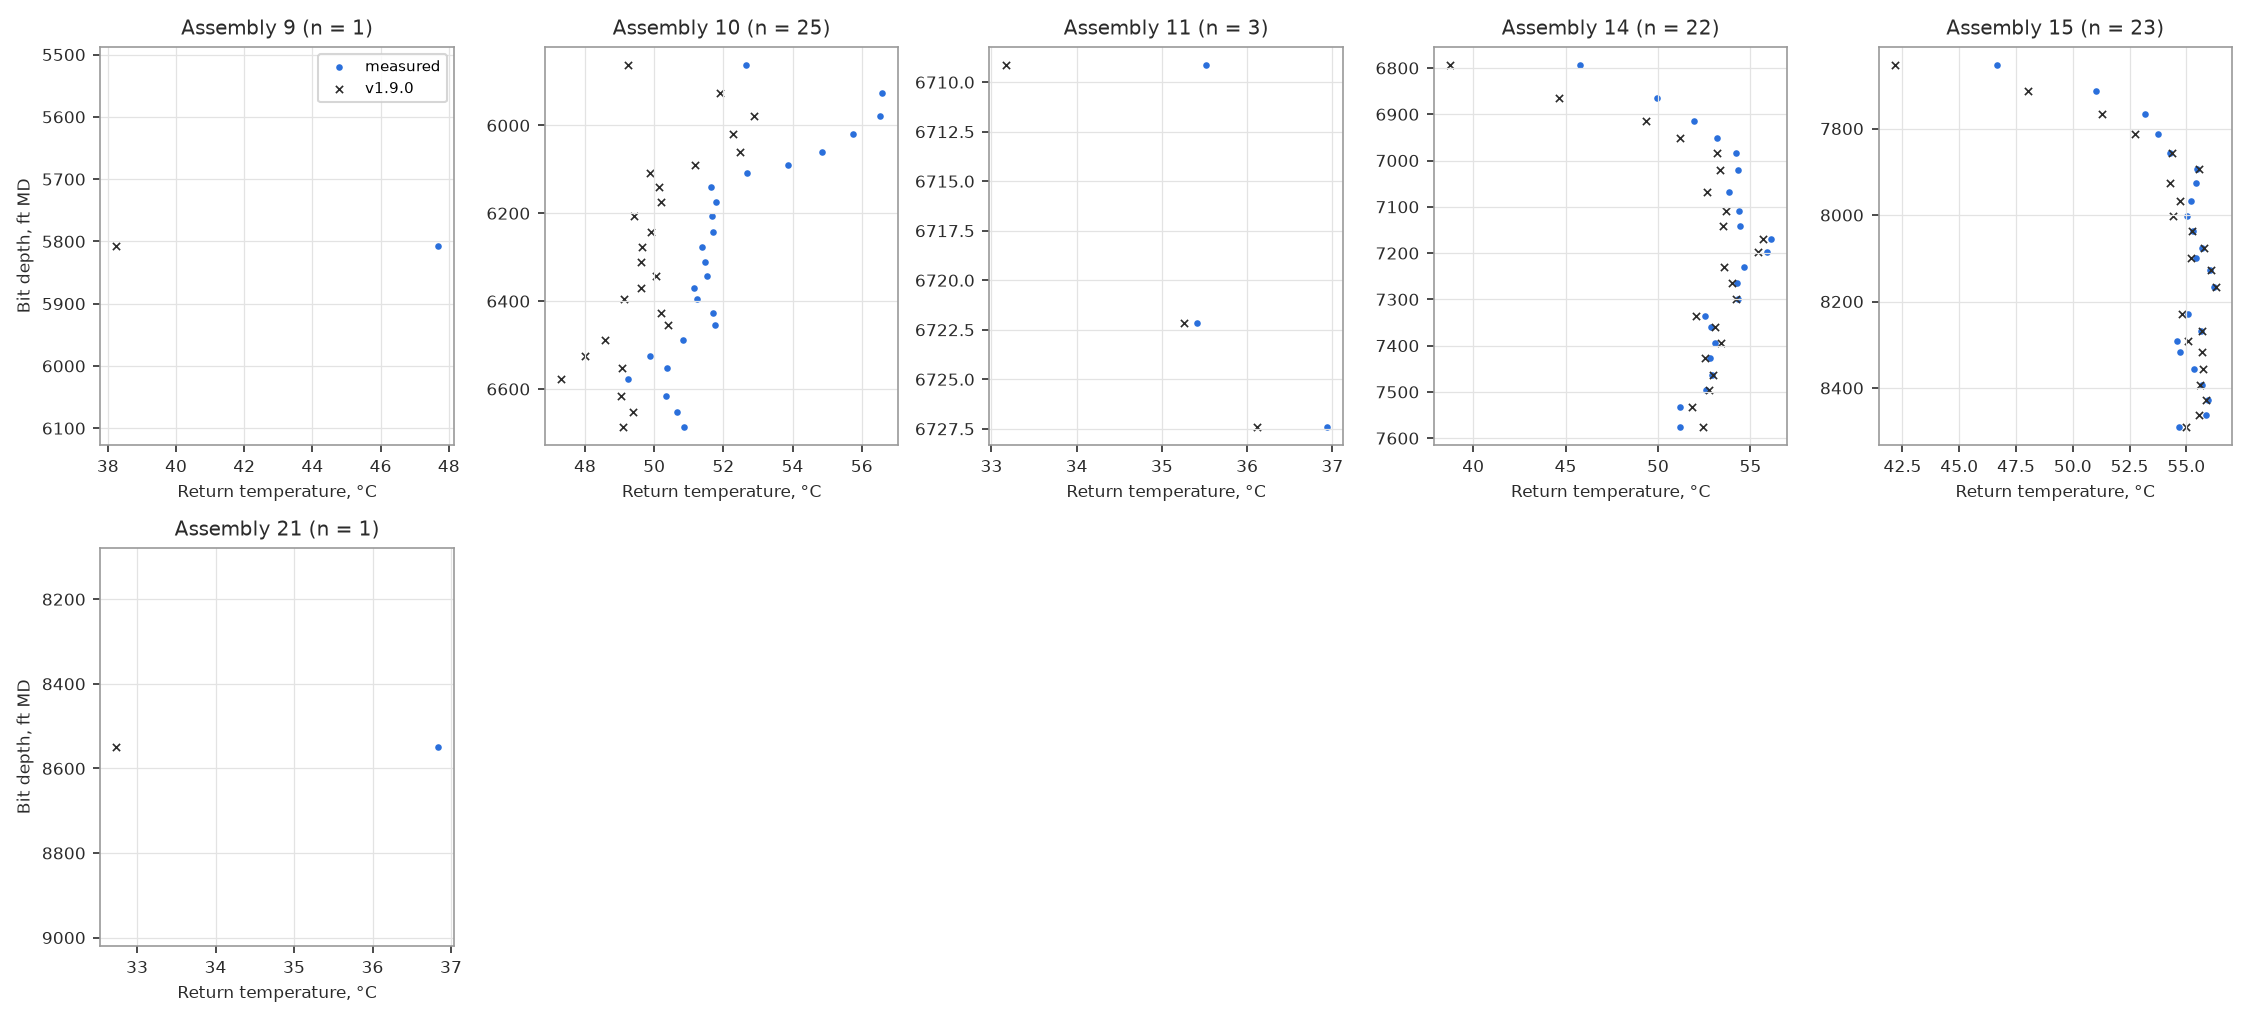 Assembly 9 (n = 1)
Assembly 10 (n = 25)
Assembly 11 (n = 3)
Assembly 14 (n = 22)
Assembly 15 (n = 23)
measured
v1.9.0
Bit depth, ft MD
5500
5600
5700
5800
5900
6000
6100
38 40 42 44 46 48
Return temperature, °C
6000
6200
6400
6600
48 50 52 54 56
Return temperature, °C
6710.0
6712.5
6715.0
6717.5
6720.0
6722.5
6725.0
6727.5
33 34 35 36 37
Return temperature, °C
6800
6900
7000
7100
7200
7300
7400
7500
7600
40 45 50 55
Return temperature, °C
7800
8000
8200
8400
42.5 45.0 47.5 50.0 52.5 55.0
Return temperature, °C
Assembly 21 (n = 1)
Bit depth, ft MD
8200
8400
8600
8800
9000
33 34 35 36 37
Return temperature, °C